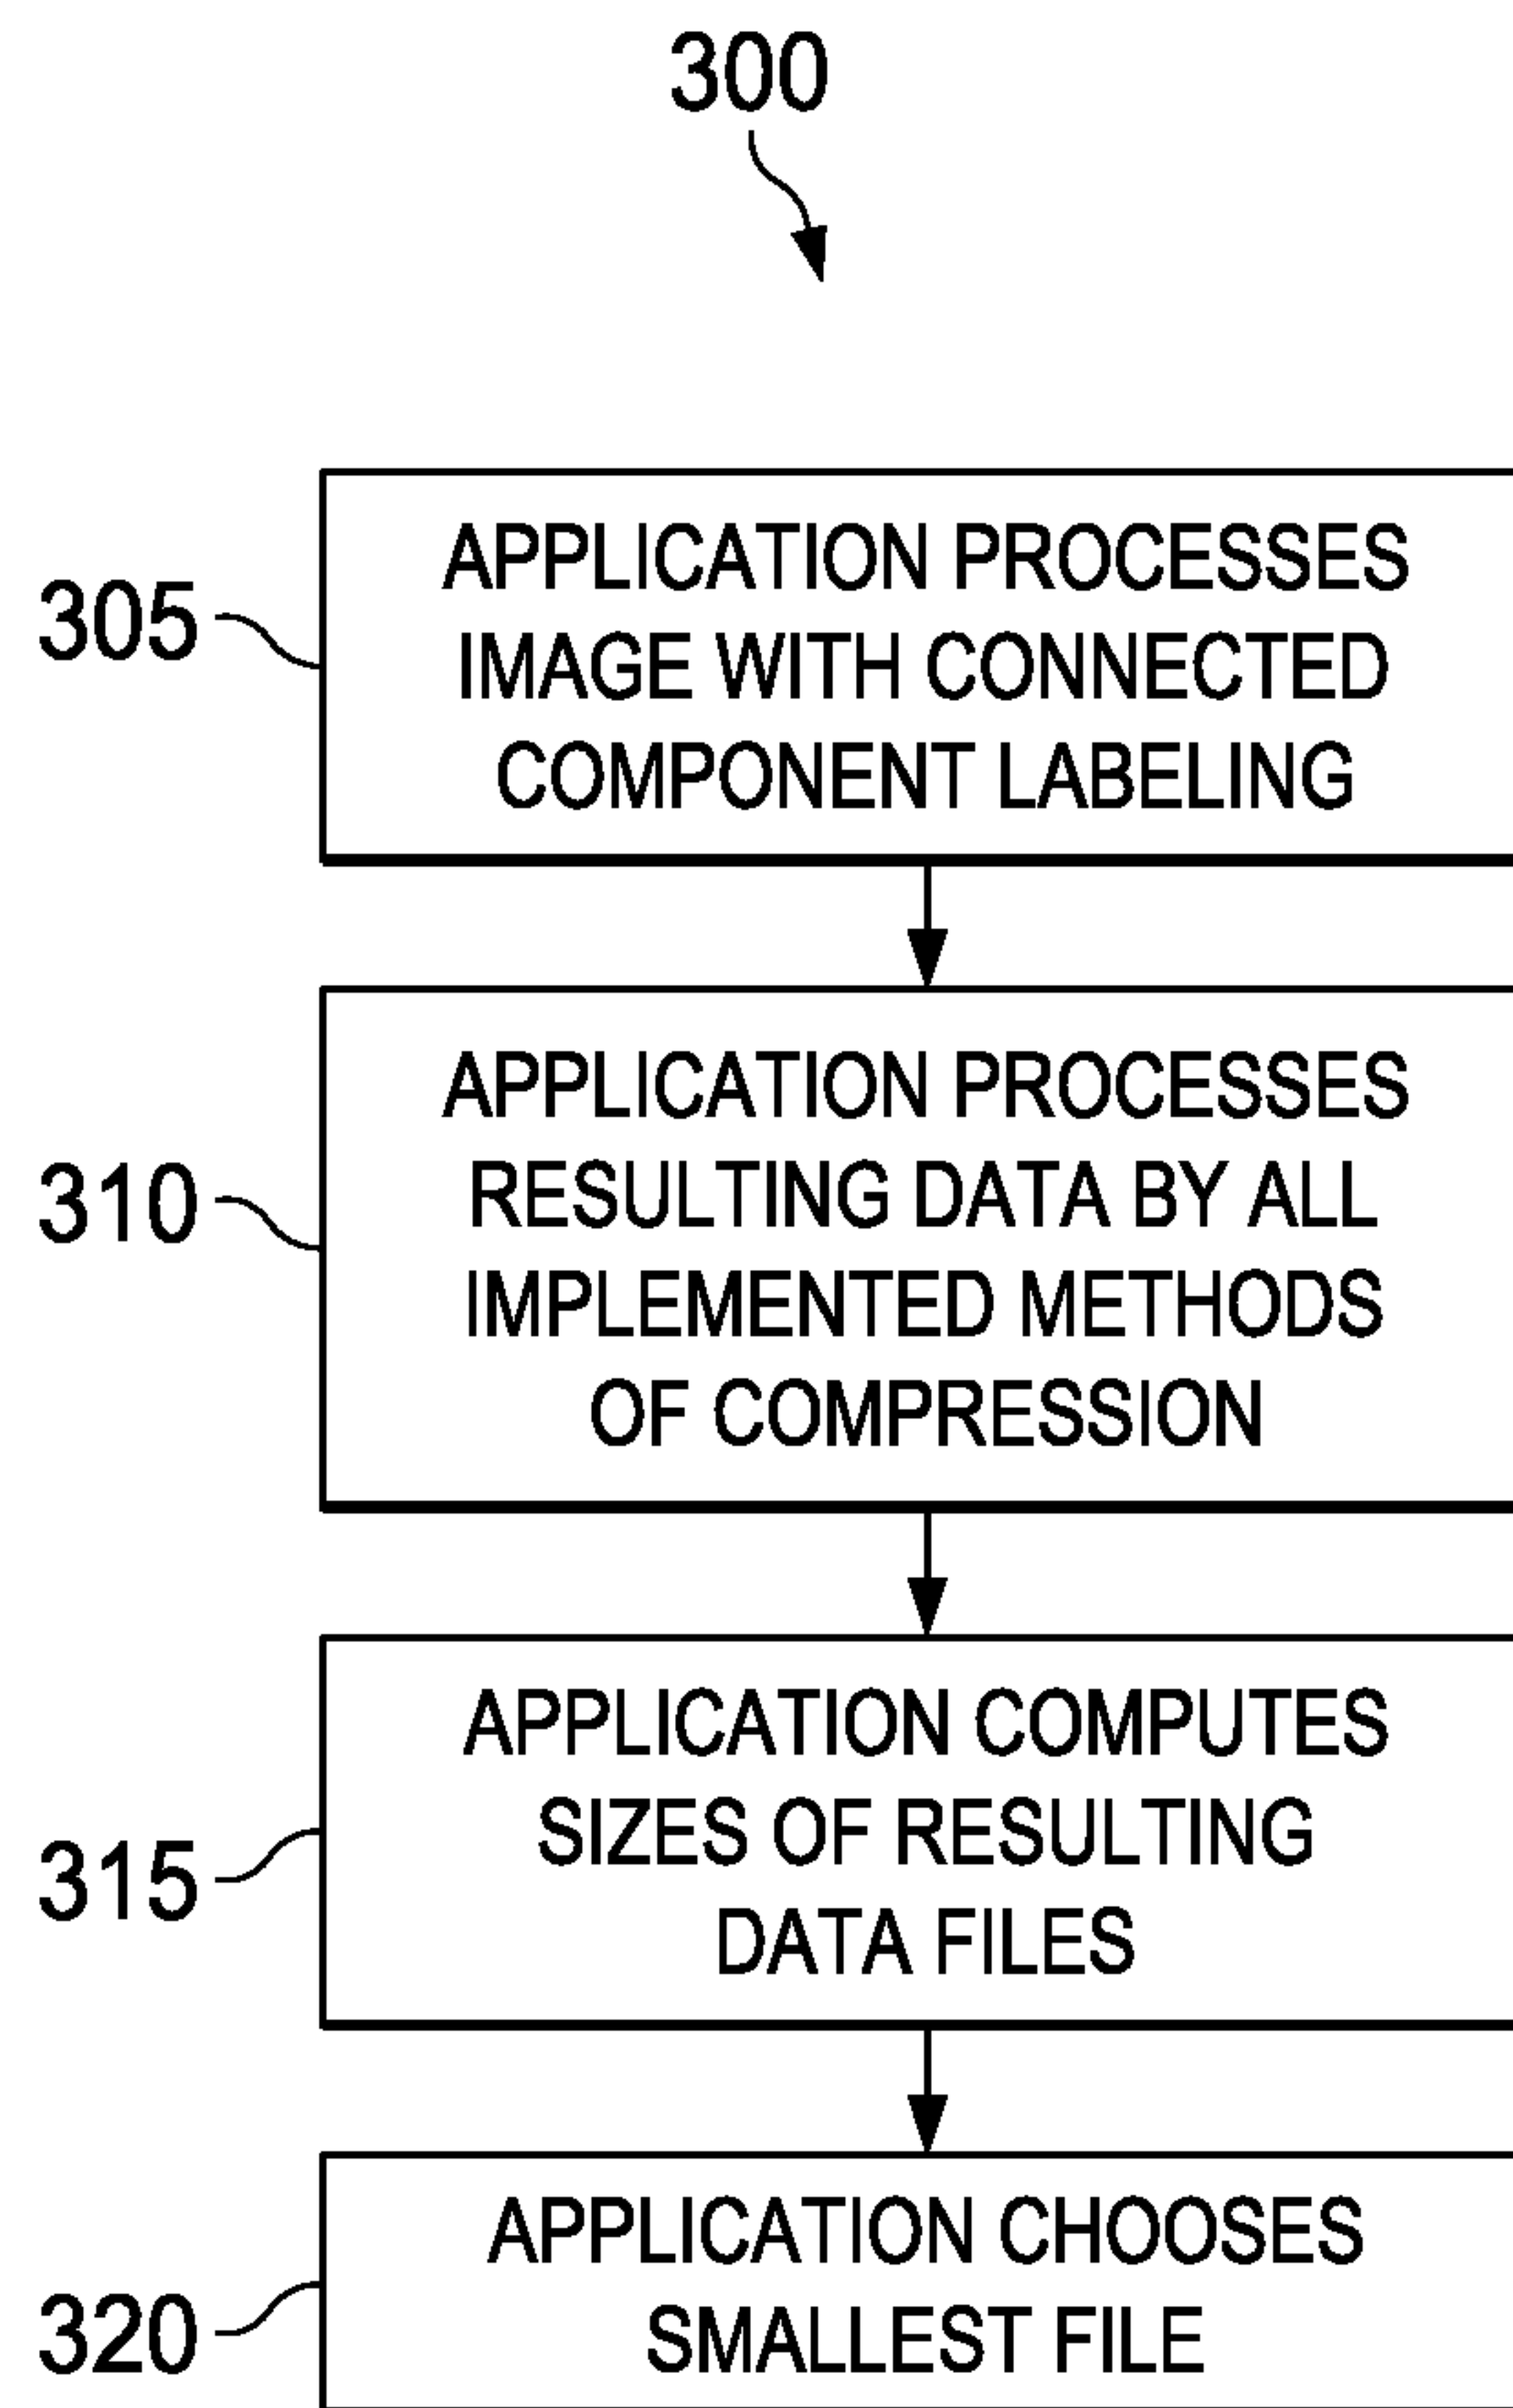 300
305
APPLICATION PROCESSES
IMAGE WITH CONNECTED
COMPONENT LABELING
310
APPLICATION PROCESSES
RESULTING DATA BY ALL
IMPLEMENTED METHODS
OF COMPRESSION
315
APPLICATION COMPUTES
SIZES OF RESULTING
DATA FILES
320
APPLICATION CHOOSES
SMALLEST FILE